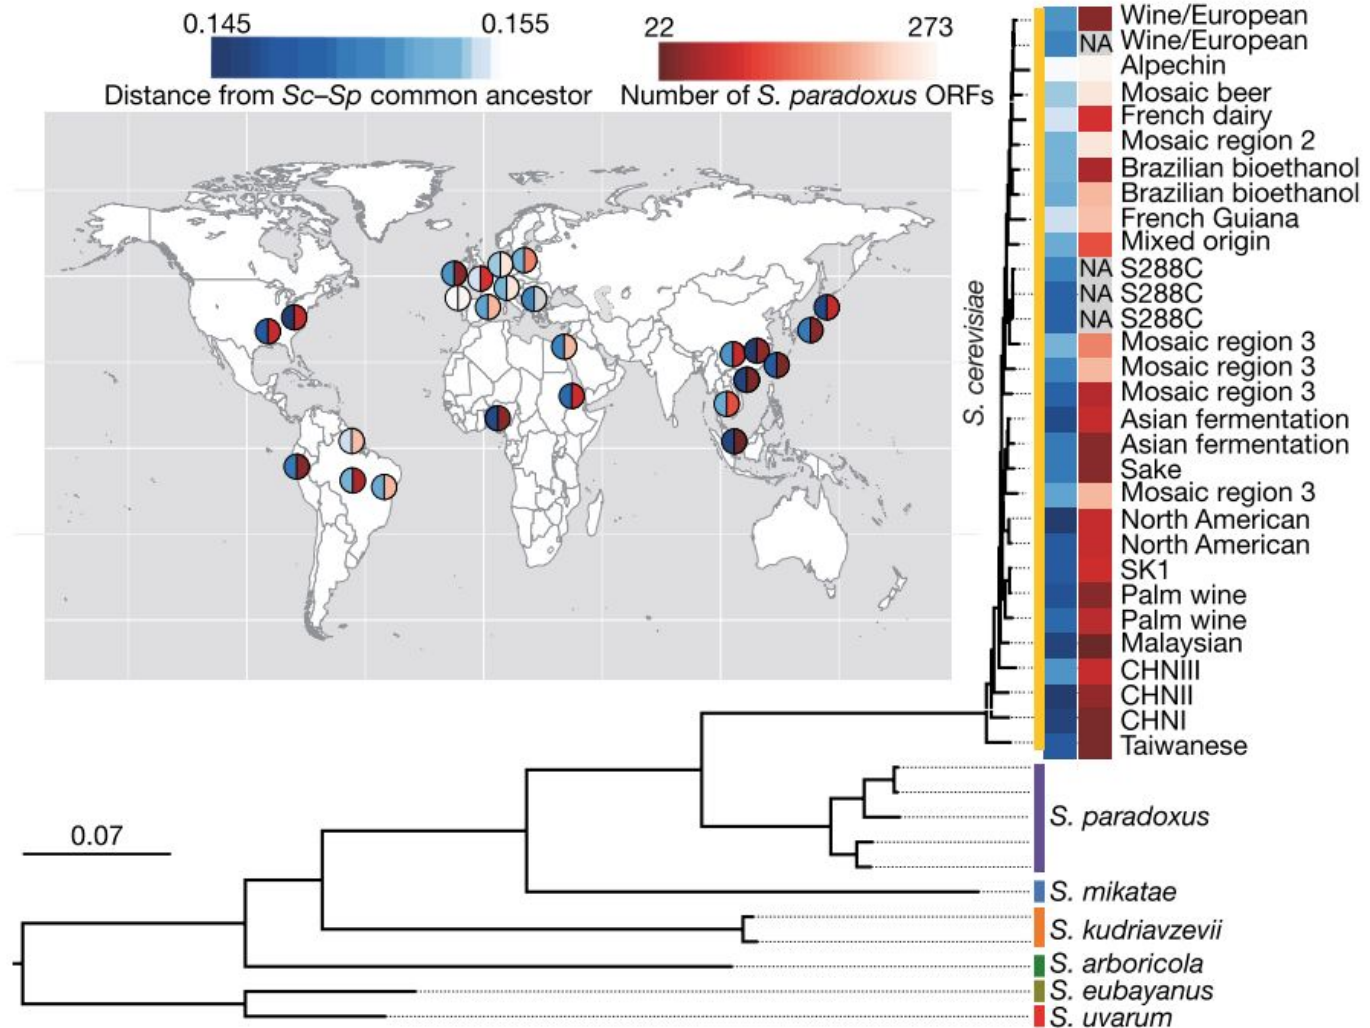 0.145 0.155
Distance from Sc–Sp common ancestor
22 273
Number of S. paradoxus ORFs
S. cerevisiae
Wine/European
NA Wine/European
Alpechin
Mosaic beer
French dairy
Mosaic region 2
Brazilian bioethanol
Brazilian bioethanol
French Guiana
Mixed origin
NA S288C
NA S288C
NA S288C
Mosaic region 3
Mosaic region 3
Mosaic region 3
Asian fermentation
Asian fermentation
Sake
Mosaic region 3
North American
North American
SK1
Palm wine
Palm wine
Malaysian
CHNIII
CHNII
CHNI
Taiwanese
0.07
S. paradoxus
S. mikatae
S. kudriavzevii
S. arboricola
S. eubayanus
S. uvarum